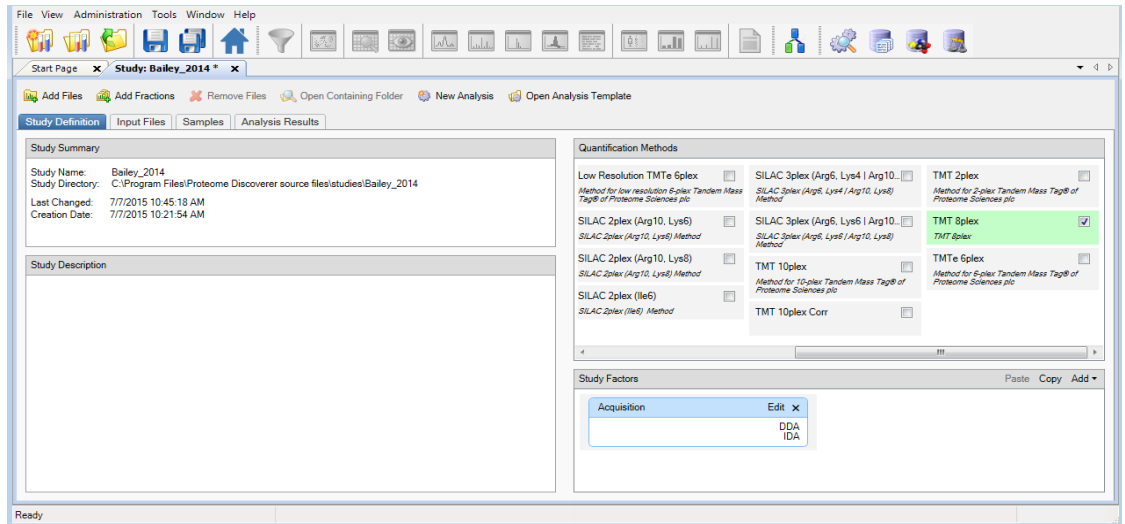 File View Administration Tools Window Help
Start Page x Study: Bailey_2014 * x
Add Files Add Fractions Remove Files Open Containing Folder New Analysis Open Analysis Template
Study Definition Input Files Samples Analysis Results
Study Summary
Study Name: Bailey_2014
Study Directory: C:\Program Files\Proteome Discoverer source files\studies\Bailey_2014
Last Changed: 7/7/2015 10:45:18 AM
Creation Date: 7/7/2015 10:21:54 AM
Study Description
Quantification Methods
Low Resolution TMTe 6plex
Method for low resolution 6-plex Tandem Mass
Tag® of Proteome Sciences plc
SILAC 2plex (Arg10, Lys6)
SILAC 2plex (Arg10, Lys6) Method
SILAC 2plex (Arg10, Lys8)
SILAC 2plex (Arg10, Lys8) Method
SILAC 2plex (Ile6)
SILAC 2plex (Ile6) Method
SILAC 3plex (Arg6, Lys4 | Arg10...
SILAC 3plex (Arg6, Lys4 | Arg10, Lys8)
Method
SILAC 3plex (Arg6, Lys6 | Arg10...
SILAC 3plex (Arg6, Lys6 | Arg10, Lys8)
Method
TMT 10plex
Method for 10-plex Tandem Mass Tag® of
Proteome Sciences plc
TMT 10plex Corr
TMT 2plex
Method for 2-plex Tandem Mass Tag® of
Proteome Sciences plc
TMT 8plex
TMT 8plex
TMTe 6plex
Method for 6-plex Tandem Mass Tag® of
Proteome Sciences plc
Study Factors Paste Copy Add
Acquisition Edit x
DDA
IDA
Ready